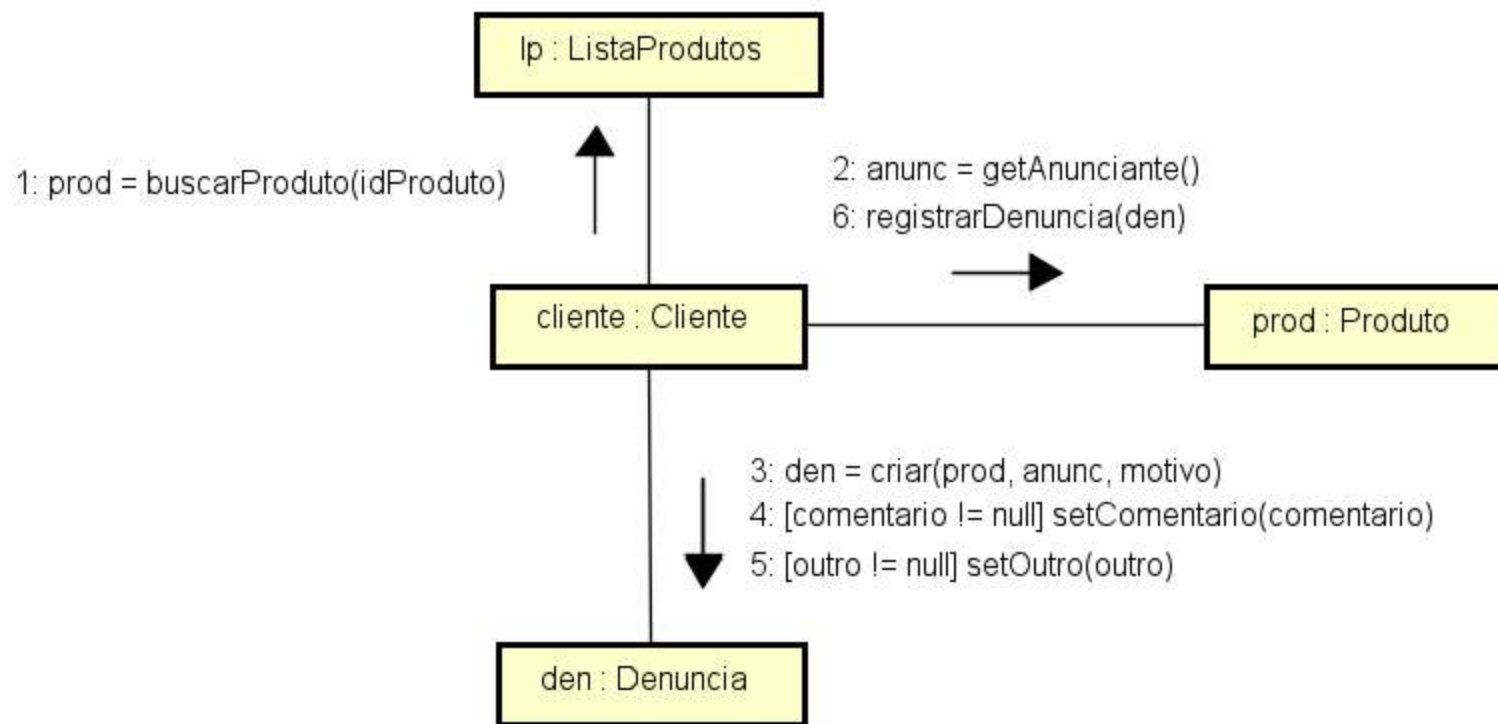 lp : ListaProdutos
1: prod = buscarProduto(idProduto)
2: anunc = getAnunciante()
6: registrarDenuncia(den)
cliente : Cliente
prod : Produto
3: den = criar(prod, anunc, motivo)
4: [comentario != null] setComentario(comentario)
5: [outro != null] setOutro(outro)
den : Denuncia